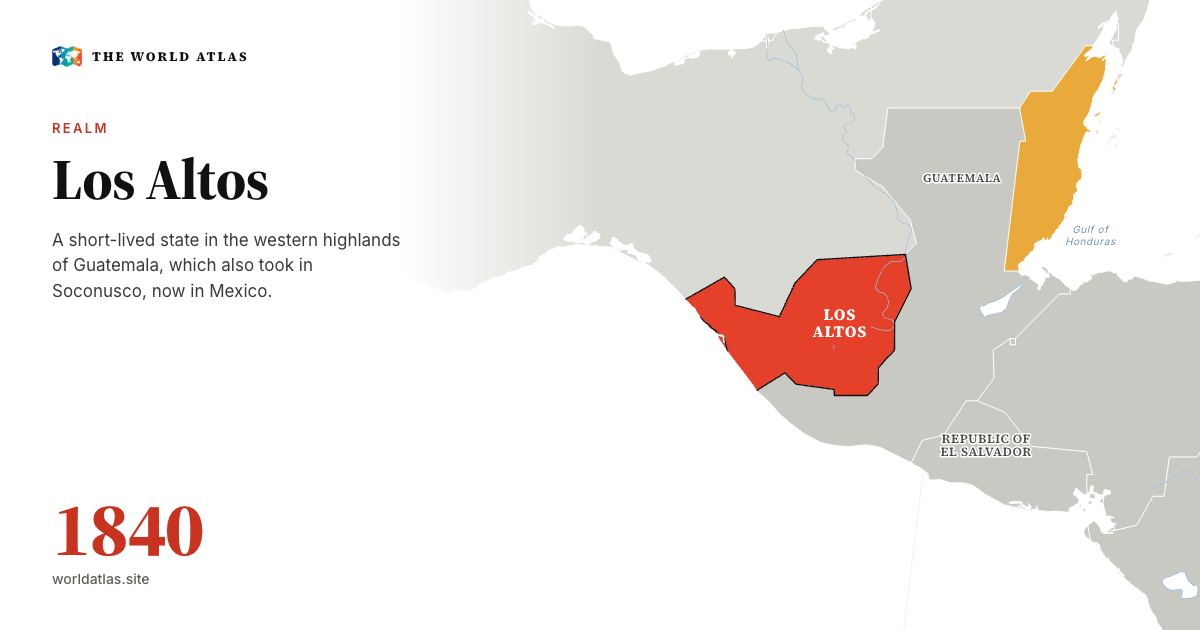 THE WORLD ATLAS
REALM
Los Altos
A short-lived state in the western highlands
of Guatemala, which also took in
Soconusco, now in Mexico.
1840
worldatlas.site
GUATEMALA
Gulf of
Honduras
LOS
ALTOS
REPUBLIC OF
EL SALVADOR